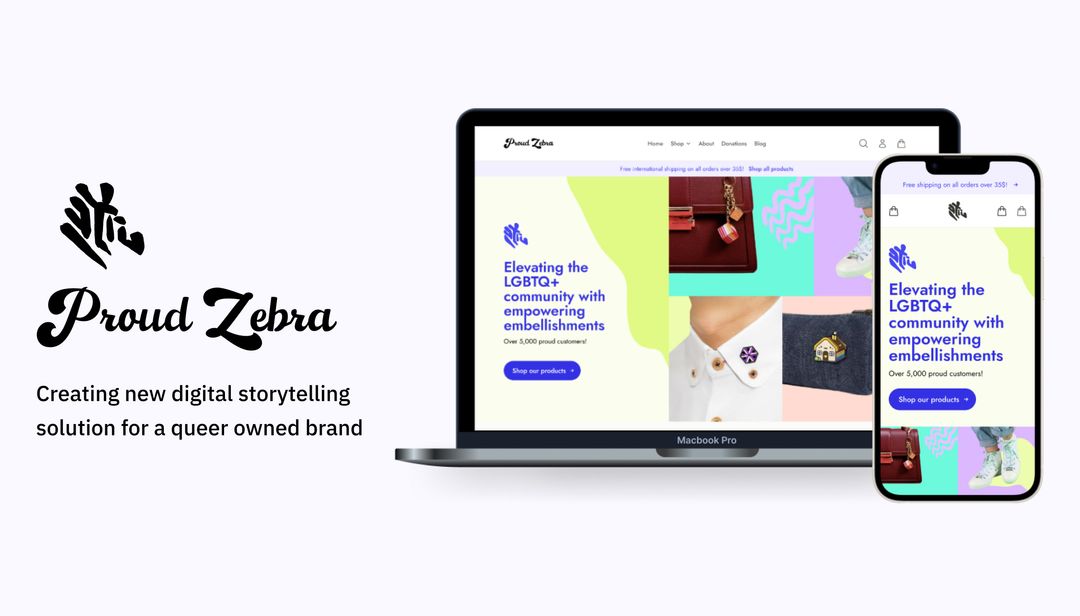 Proud Zebra
Creating new digital storytelling
solution for a queer owned brand
Proud Zebra
Home Shop About Donations Blog
Free international shipping on all orders over 35$! Shop all products
Elevating the
LGBTQ+
community with
empowering
embellishments
Over 5,000 proud customers!
Shop our products →
Macbook Pro
Free shipping on all orders over 35$! →
Elevating the
LGBTQ+
community with
empowering
embellishments
Over 5,000 proud customers!
Shop our products →